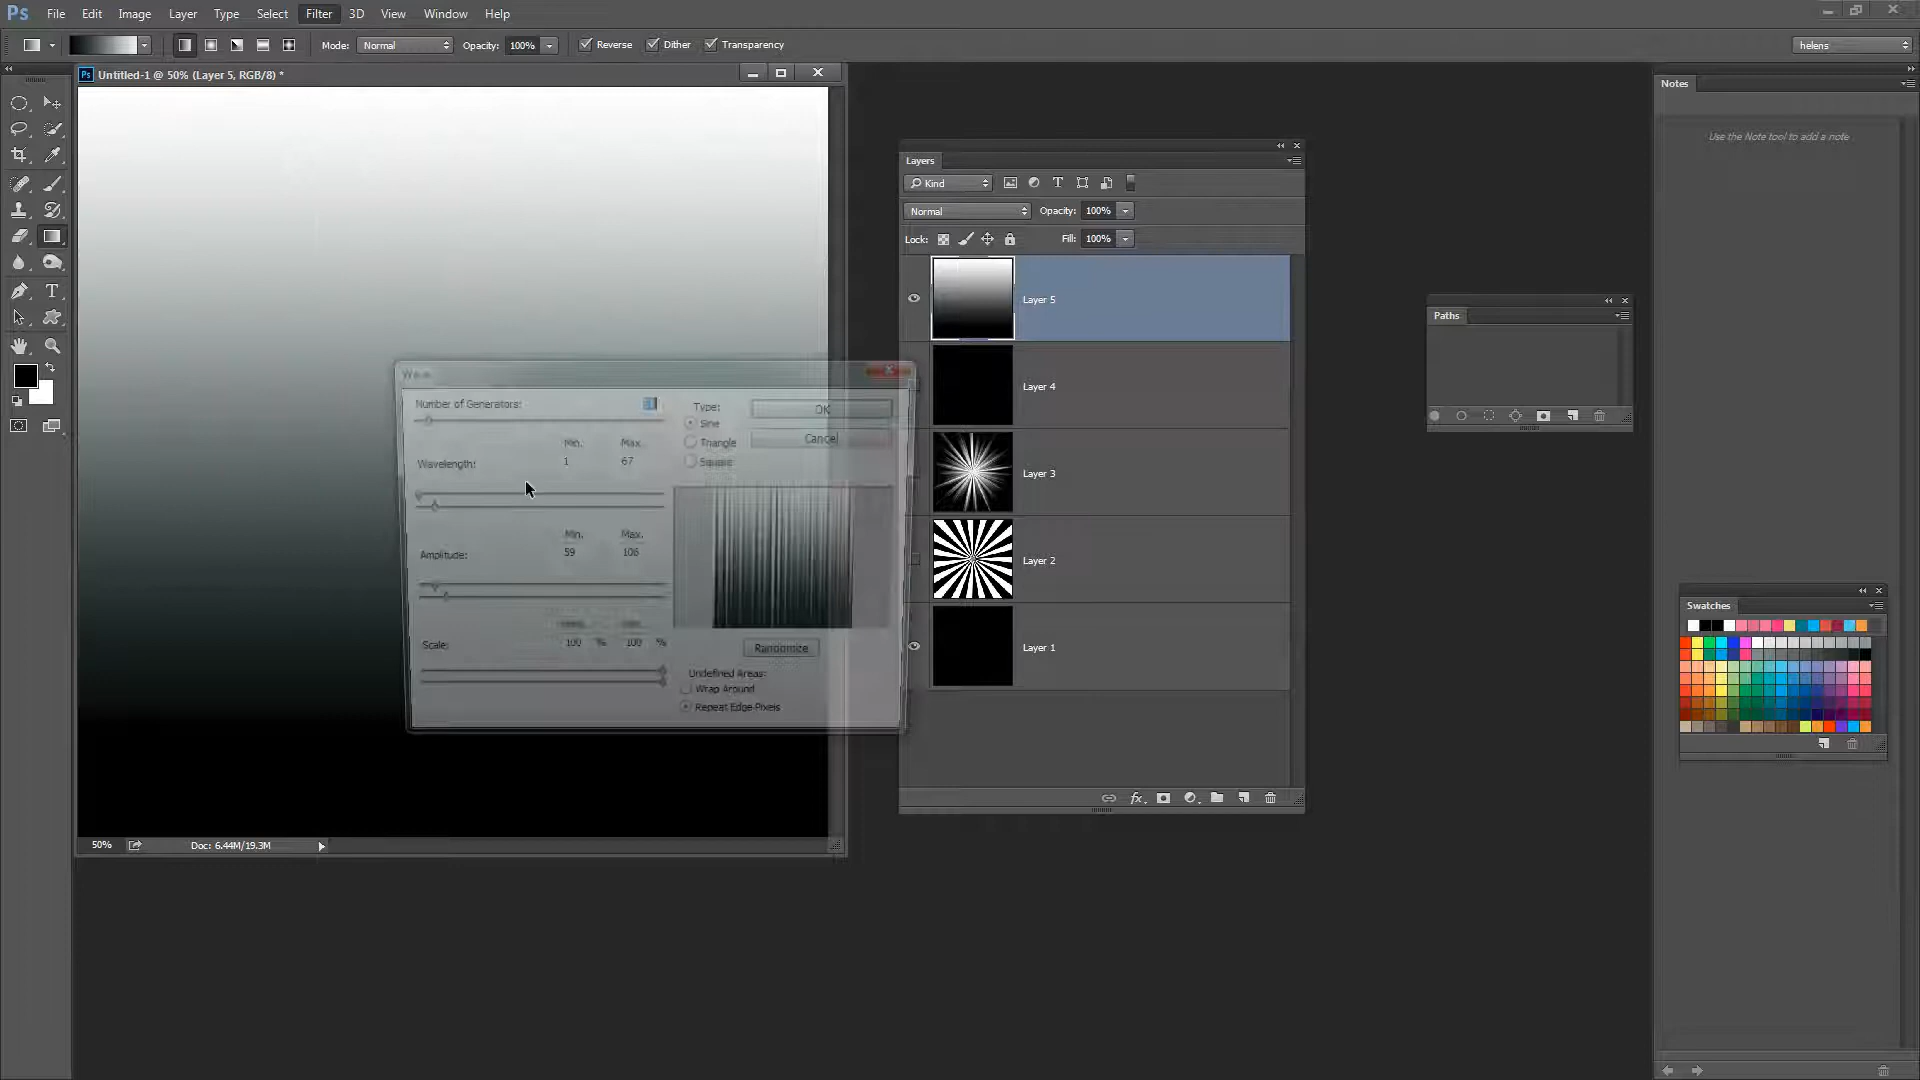 Ps File Edit Image Layer Type Select Filter 3D View Window Help
Mode: Normal Opacity: 100% Reverse Dither Transparency helens
Untitled-1 @ 50% (Layer 5, RGB/8) *
Notes
Use the Note tool to add a note
Layers
Kind
Normal Opacity: 100%
Lock: Fill: 100%
Layer 5
Layer 4
Layer 3
Layer 2
Layer 1
Paths
Swatches
Wave
Number of Generators:
Type:
Sine
Triangle
Square
OK
Cancel
Min. Max.
Wavelength: 1 67
Min. Max.
Amplitude: 59 106
Scale: 100 % 100 %
Randomize
Undefined Areas:
Wrap Around
Repeat Edge Pixels
50% Doc: 6.44M/19.3M